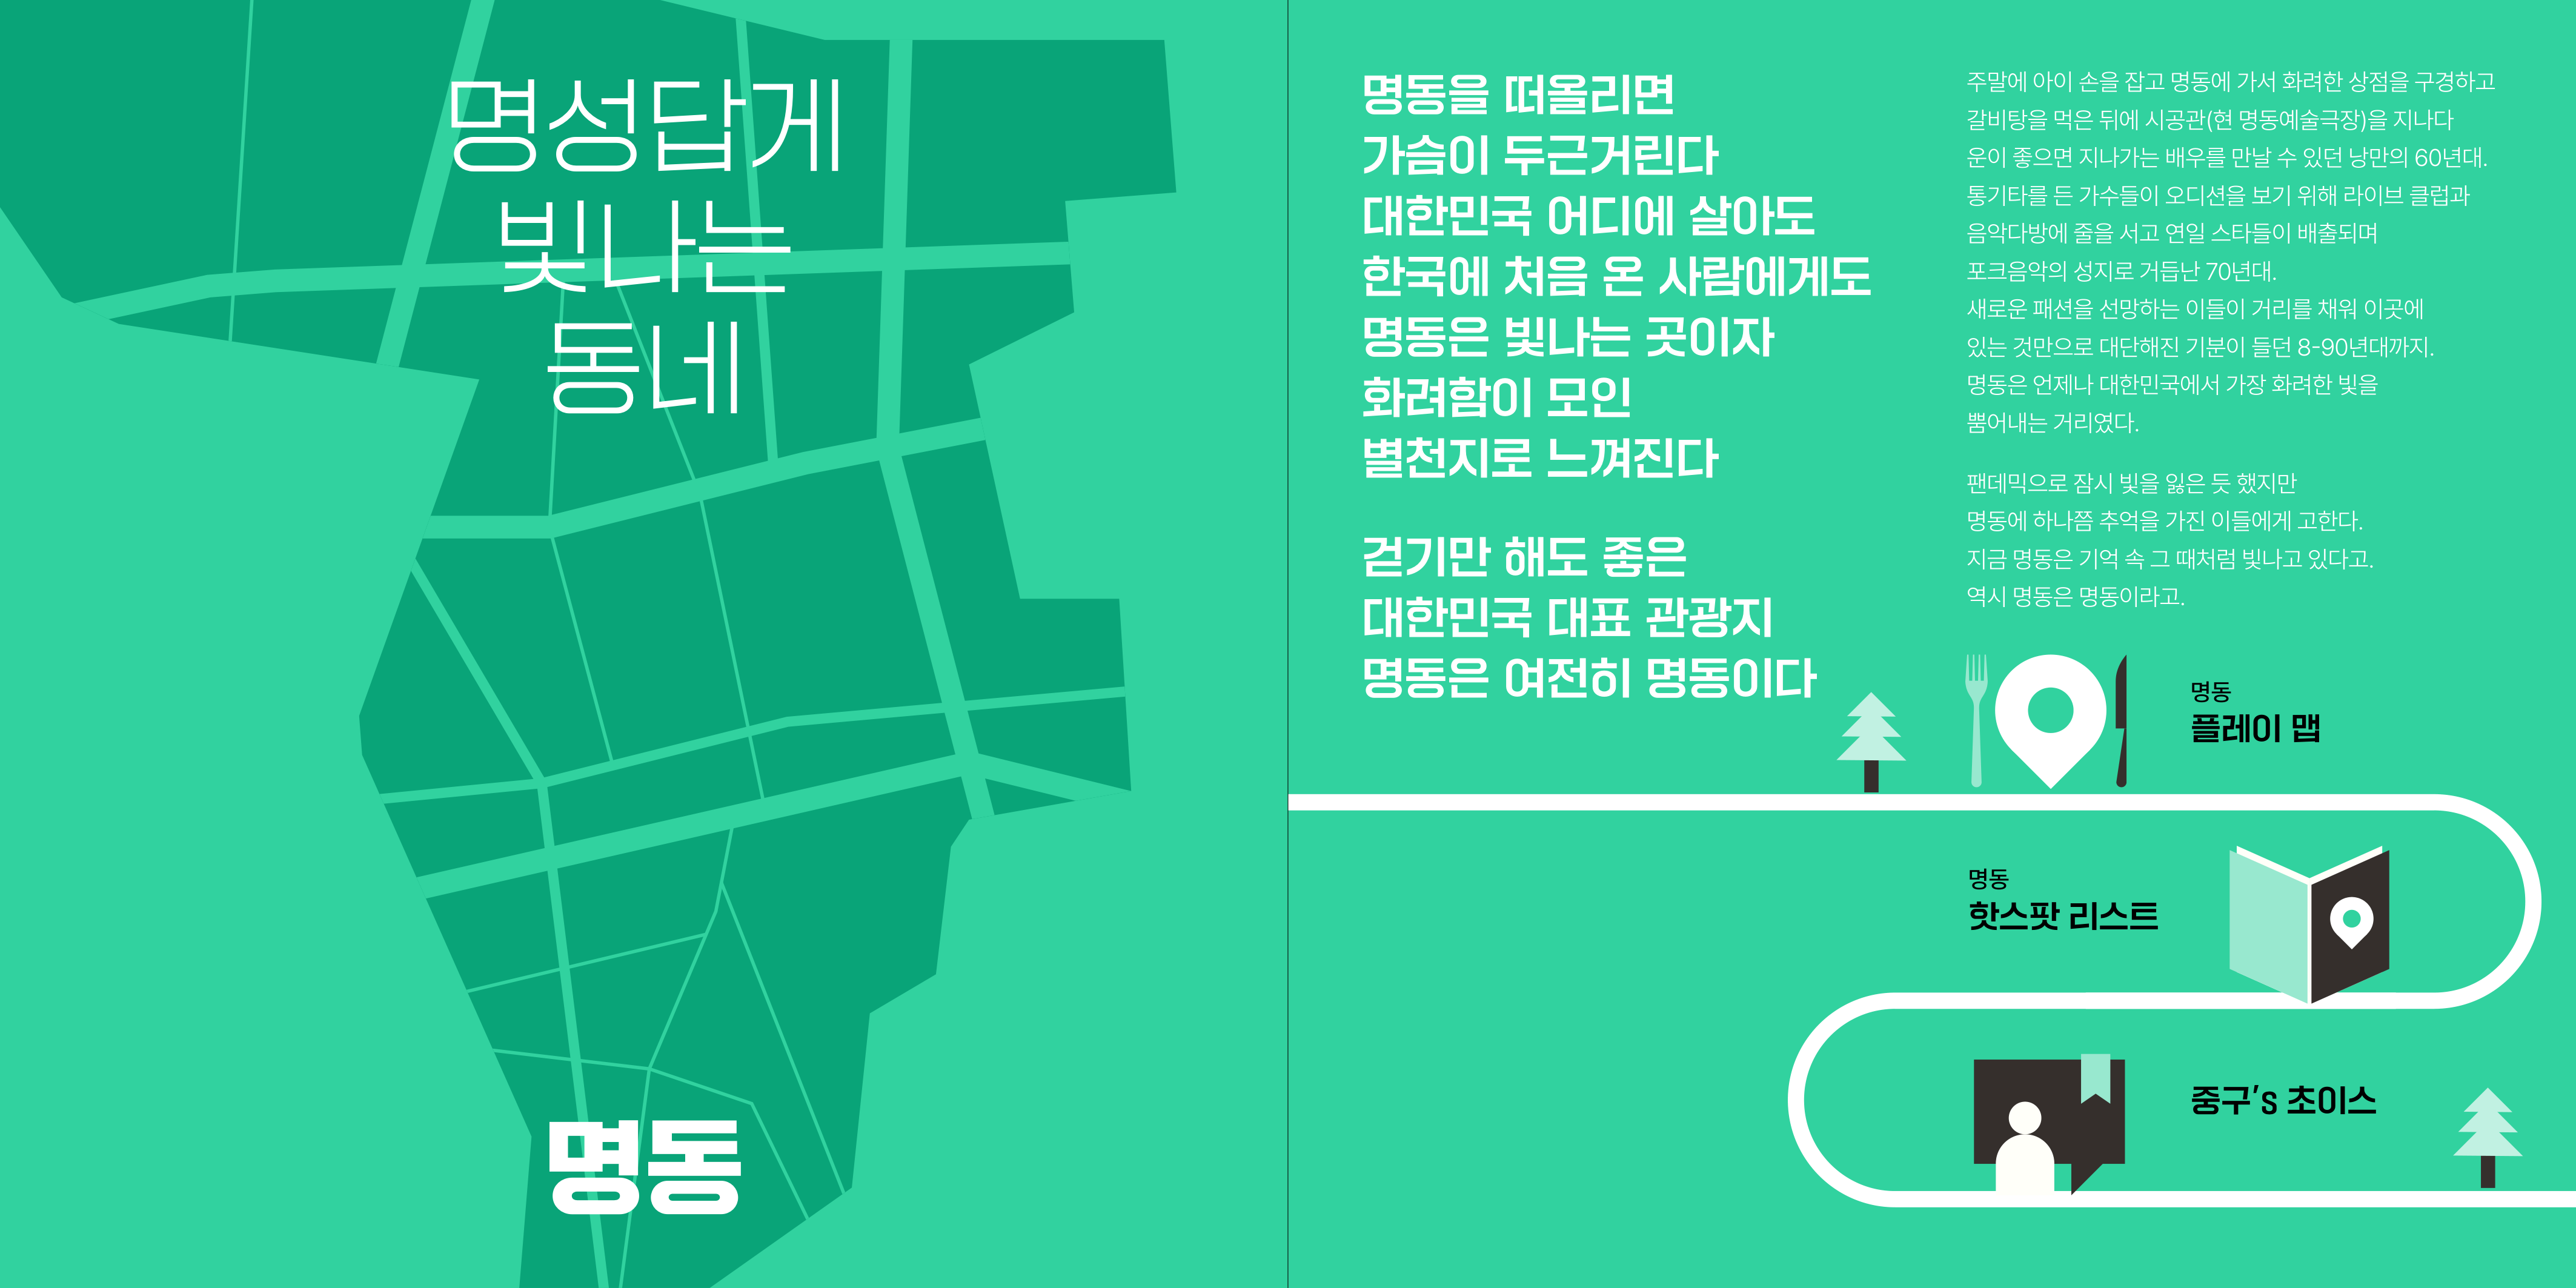 명성답게
빛나는
동네
명동
명동을 떠올리면
가슴이 두근거린다
대한민국 어디에 살아도
한국에 처음 온 사람에게도
명동은 빛나는 곳이자
화려함이 모인
별천지로 느껴진다
걷기만 해도 좋은
대한민국 대표 관광지
명동은 여전히 명동이다
주말에 아이 손을 잡고 명동에 가서 화려한 상점을 구경하고
갈비탕을 먹은 뒤에 시공관(현 명동예술극장)을 지나다
운이 좋으면 지나가는 배우를 만날 수 있던 낭만의 60년대.
통기타를 든 가수들이 오디션을 보기 위해 라이브 클럽과
음악다방에 줄을 서고 연일 스타들이 배출되며
포크음악의 성지로 거듭난 70년대.
새로운 패션을 선망하는 이들이 거리를 채워 이곳에
있는 것만으로 대단해진 기분이 들던 8-90년대까지.
명동은 언제나 대한민국에서 가장 화려한 빛을
뿜어내는 거리였다.
팬데믹으로 잠시 빛을 잃은 듯 했지만
명동에 하나쯤 추억을 가진 이들에게 고한다.
지금 명동은 기억 속 그 때처럼 빛나고 있다고.
역시 명동은 명동이라고.
명동
플레이 맵
명동
핫스팟 리스트
중구's 초이스